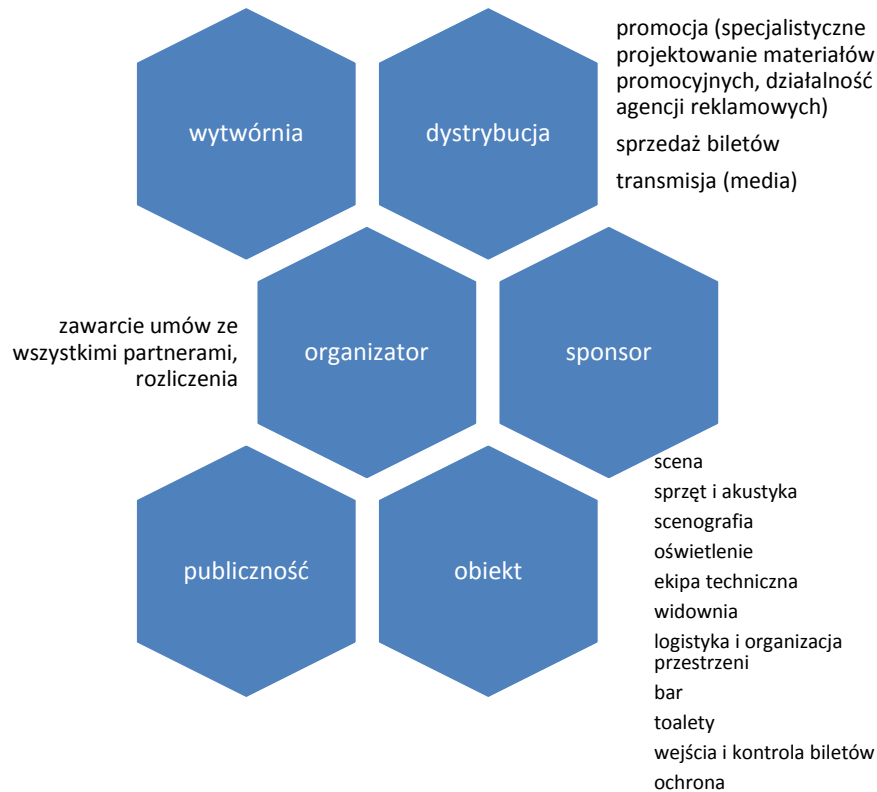 wytwórnia
dystrybucja
promocja (specjalistyczne
projektowanie materiałów
promocyjnych, działalność
agencji reklamowych)
sprzedaż biletów
transmisja (media)
zawarcie umów ze
wszystkimi partnerami,
rozliczenia
organizator
sponsor
publiczność
obiekt
scena
sprzęt i akustyka
scenografia
oświetlenie
ekipa techniczna
widownia
logistyka i organizacja
przestrzeni
bar
toalety
wejścia i kontrola biletów
ochrona